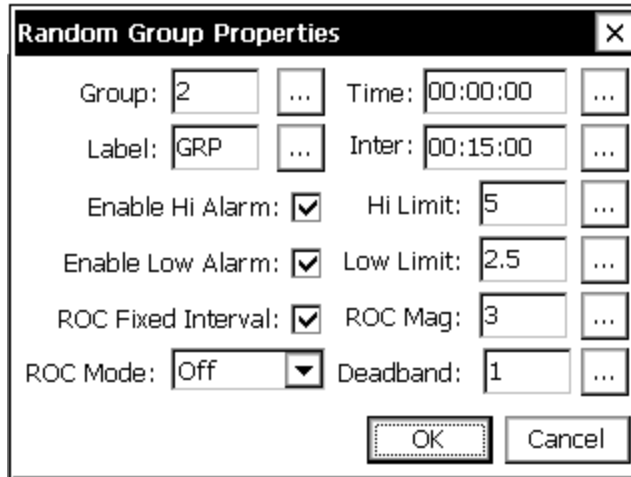 Random Group Properties
Group: 2 ... Time: 00:00:00 ...
Label: GRP ... Inter: 00:15:00 ...
Enable Hi Alarm: Hi Limit: 5 ...
Enable Low Alarm: Low Limit: 2.5 ...
ROC Fixed Interval: ROC Mag: 3 ...
ROC Mode: Off Deadband: 1 ...
OK Cancel